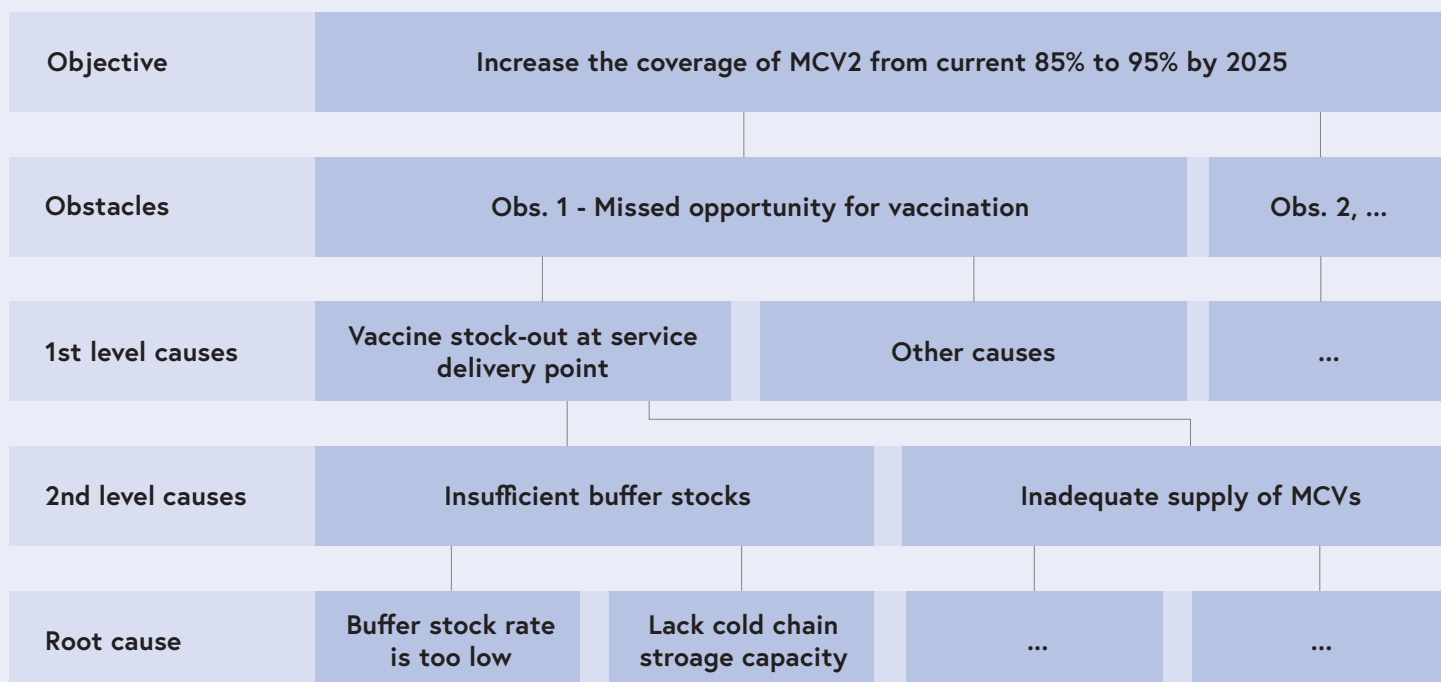 Objective
Increase the coverage of MCV2 from current 85% to 95% by 2025
Obstacles
Obs. 1 - Missed opportunity for vaccination
Obs. 2, ...
1st level causes
Vaccine stock-out at service
delivery point
Other causes
...
2nd level causes
Insufficient buffer stocks
Inadequate supply of MCVs
Root cause
Buffer stock rate
is too low
Lack cold chain
stroage capacity
...
...